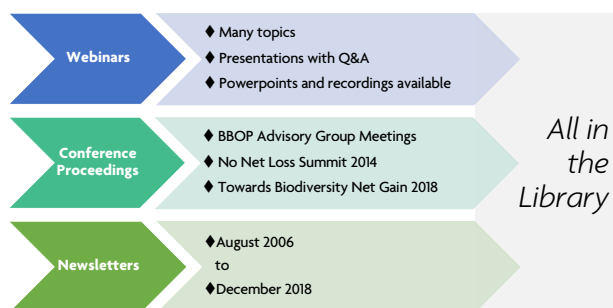 Webinars
♦ Many topics
♦ Presentations with Q&A
♦ Powerpoints and recordings available
Conference
Proceedings
♦ BBOP Advisory Group Meetings
♦ No Net Loss Summit 2014
♦ Towards Biodiversity Net Gain 2018
Newsletters
♦August 2006
to
♦December 2018
All in
the
Library